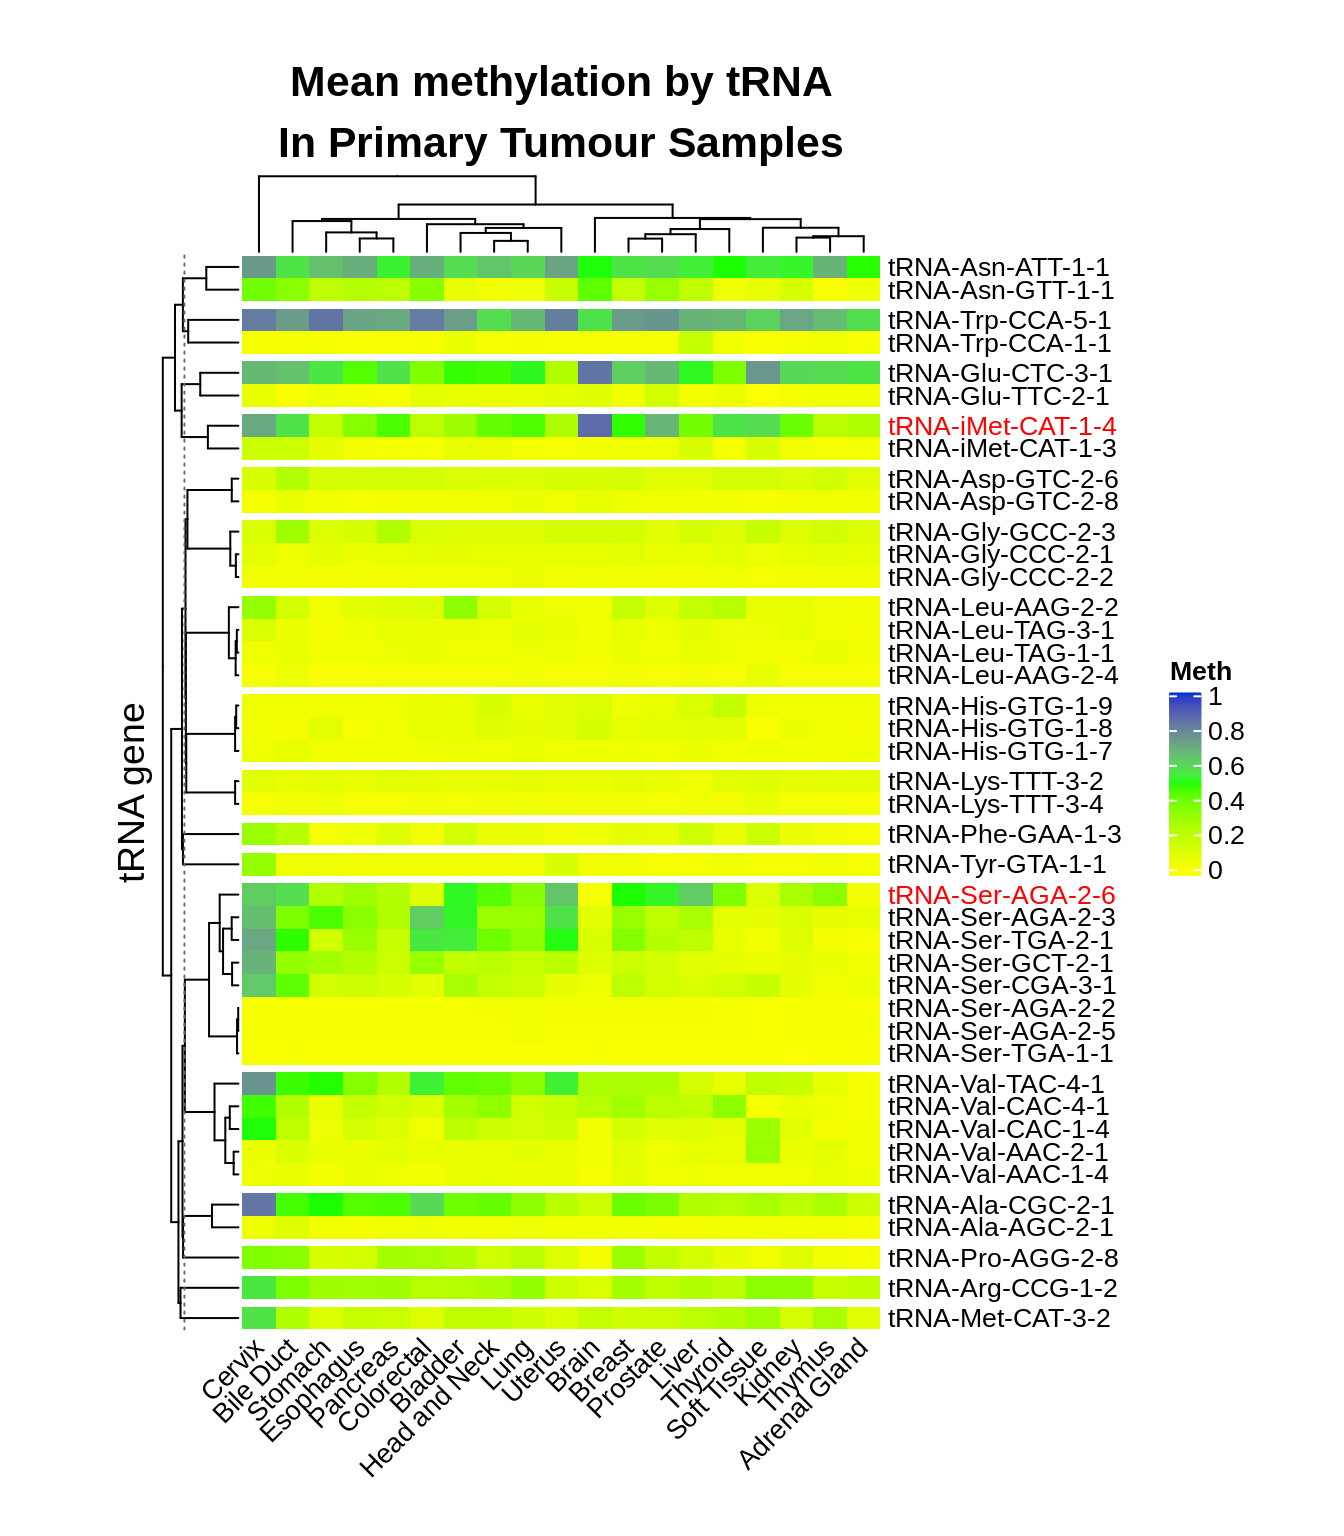 Mean methylation by tRNA
In Primary Tumour Samples
tRNA-Asn-ATT-1-1
tRNA-Asn-GTT-1-1
tRNA-Trp-CCA-5-1
tRNA-Trp-CCA-1-1
tRNA-Glu-CTC-3-1
tRNA-Glu-TTC-2-1
tRNA-iMet-CAT-1-4
tRNA-iMet-CAT-1-3
tRNA-Asp-GTC-2-6
tRNA-Asp-GTC-2-8
tRNA-Gly-GCC-2-3
tRNA-Gly-CCC-2-1
tRNA-Gly-CCC-2-2
tRNA-Leu-AAG-2-2
tRNA-Leu-TAG-3-1
tRNA-Leu-TAG-1-1
tRNA-Leu-AAG-2-4
tRNA-His-GTG-1-9
tRNA-His-GTG-1-8
tRNA-His-GTG-1-7
tRNA-Lys-TTT-3-2
tRNA-Lys-TTT-3-4
tRNA-Phe-GAA-1-3
tRNA-Tyr-GTA-1-1
tRNA-Ser-AGA-2-6
tRNA-Ser-AGA-2-3
tRNA-Ser-TGA-2-1
tRNA-Ser-GCT-2-1
tRNA-Ser-CGA-3-1
tRNA-Ser-AGA-2-2
tRNA-Ser-AGA-2-5
tRNA-Ser-TGA-1-1
tRNA-Val-TAC-4-1
tRNA-Val-CAC-4-1
tRNA-Val-CAC-1-4
tRNA-Val-AAC-2-1
tRNA-Val-AAC-1-4
tRNA-Ala-CGC-2-1
tRNA-Ala-AGC-2-1
tRNA-Pro-AGG-2-8
tRNA-Arg-CCG-1-2
tRNA-Met-CAT-3-2
tRNA gene
Meth
1
0.8
0.6
0.4
0.2
0
Cervix
Bile Duct
Stomach
Esophagus
Pancreas
Colorectal
Bladder
Head and Neck
Lung
Uterus
Brain
Breast
Prostate
Liver
Thyroid
Soft Tissue
Kidney
Thymus
Adrenal Gland